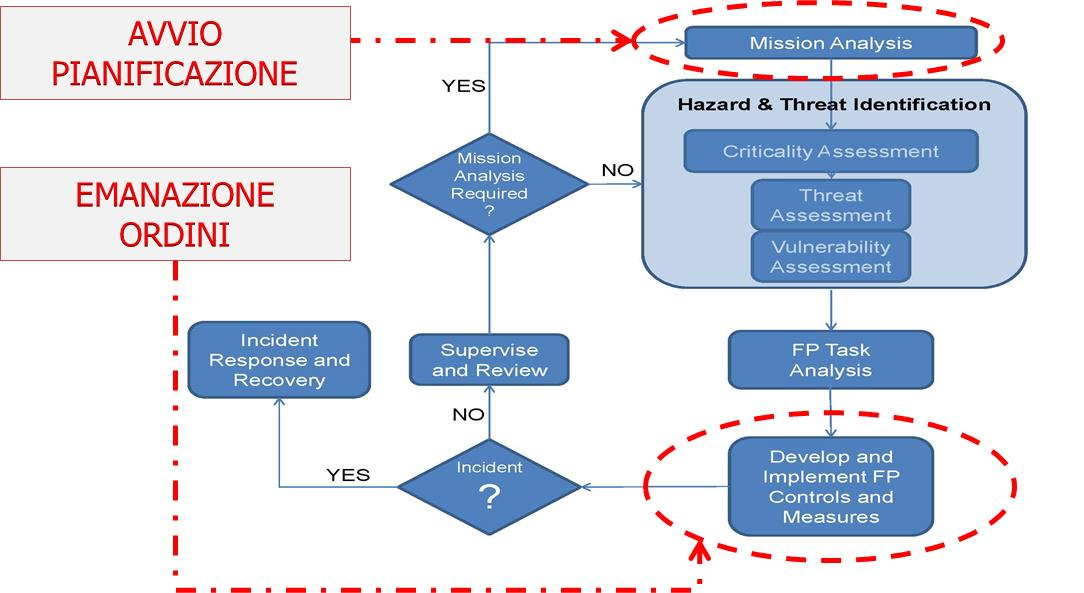 AVVIO
PIANIFICAZIONE
EMANAZIONE
ORDINI
Mission Analysis
Hazard & Threat Identification
Criticality Assessment
Threat
Assessment
Vulnerability
Assessment
YES
Mission
Analysis
Required
?
NO
FP Task
Analysis
Incident
Response and
Recovery
Supervise
and Review
NO
YES
Incident
?
Develop and
Implement FP
Controls and
Measures